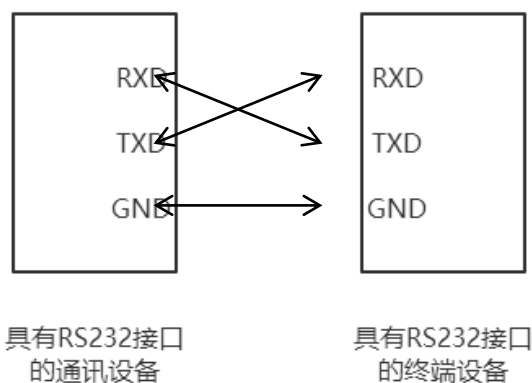 RXD RXD
TXD TXD
GND GND
具有RS232接口 具有RS232接口
的通讯设备 的终端设备